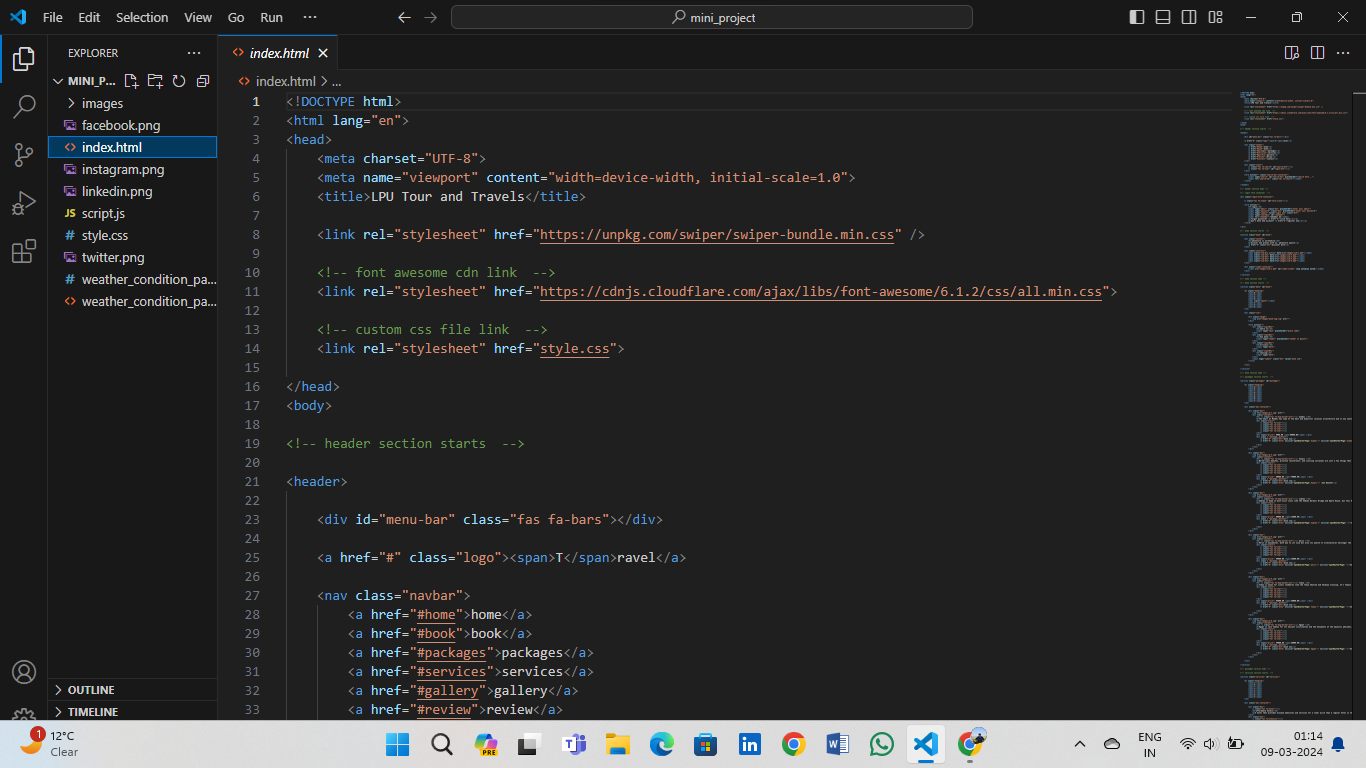 File Edit Selection View Go Run ···
mini_project
EXPLORER ···
MINI_P...
images
facebook.png
index.html
instagram.png
linkedin.png
JS script.js
# style.css
twitter.png
# weather_condition_pa...
<> weather_condition_pa...
OUTLINE
TIMELINE
<> index.html
<> index.html > ...
1 <!DOCTYPE html>
2 <html lang="en">
3 <head>
4 <meta charset="UTF-8">
5 <meta name="viewport" content="width=device-width, initial-scale=1.0">
6 <title>LPU Tour and Travels</title>
7
8 <link rel="stylesheet" href="https://unpkg.com/swiper/swiper-bundle.min.css" />
9
10 <!-- font awesome cdn link  -->
11 <link rel="stylesheet" href="https://cdnjs.cloudflare.com/ajax/libs/font-awesome/6.1.2/css/all.min.css">
12
13 <!-- custom css file link  -->
14 <link rel="stylesheet" href="style.css">
15
16 </head>
17 <body>
18
19 <!-- header section starts  -->
20
21 <header>
22
23 <div id="menu-bar" class="fas fa-bars"></div>
24
25 <a href="#" class="logo"><span>T</span>ravel</a>
26
27 <nav class="navbar">
28 <a href="#home">home</a>
29 <a href="#book">book</a>
30 <a href="#packages">packages</a>
31 <a href="#services">services</a>
32 <a href="#gallery">gallery</a>
33 <a href="#review">review</a>
1
12°C
Clear
PRE
ENG
IN
01:14
09-03-2024